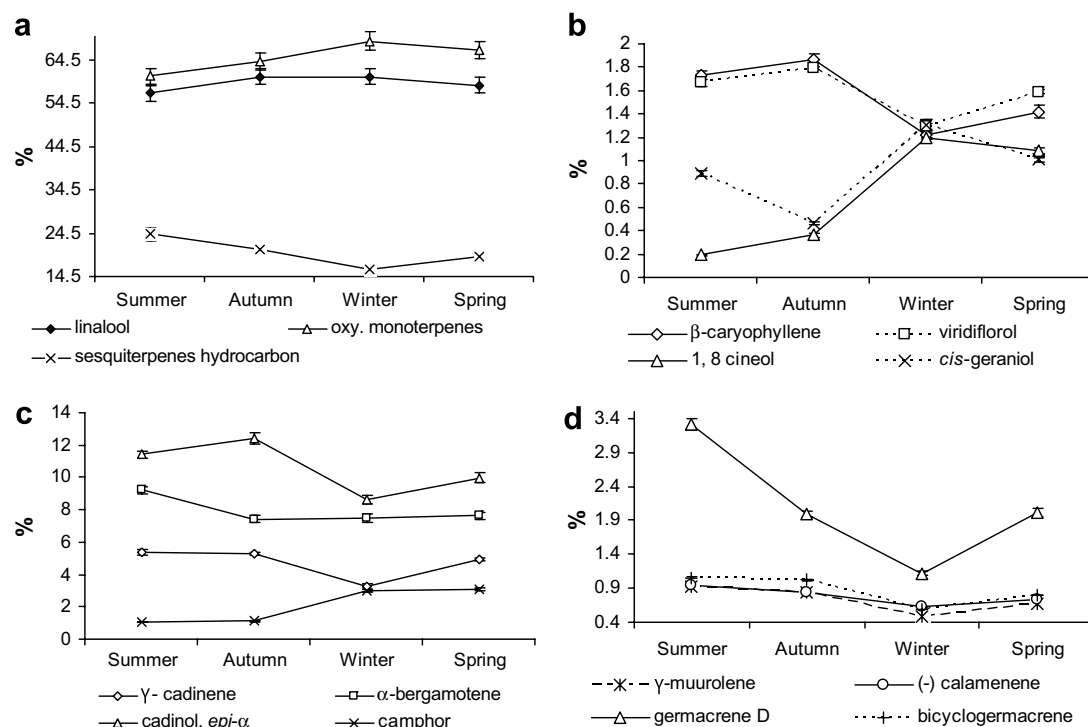 a
64.5
54.5
44.5
34.5
24.5
14.5
%
Summer Autumn Winter Spring
linalool oxy. monoterpenes
sesquiterpenes hydrocarbon
b
2
1.8
1.6
1.4
1.2
1
0.8
0.6
0.4
0.2
0
%
Summer Autumn Winter Spring
β-caryophyllene viridiflorol
1, 8 cineol cis-geraniol
c
14
12
10
8
6
4
2
0
%
Summer Autumn Winter Spring
γ- cadinene α-bergamotene
cadinol, epi-α camphor
d
3.4
2.9
2.4
1.9
1.4
0.9
0.4
%
Summer Autumn Winter Spring
γ-muurolene (-) calamenene
germacrene D bicyclogermacrene